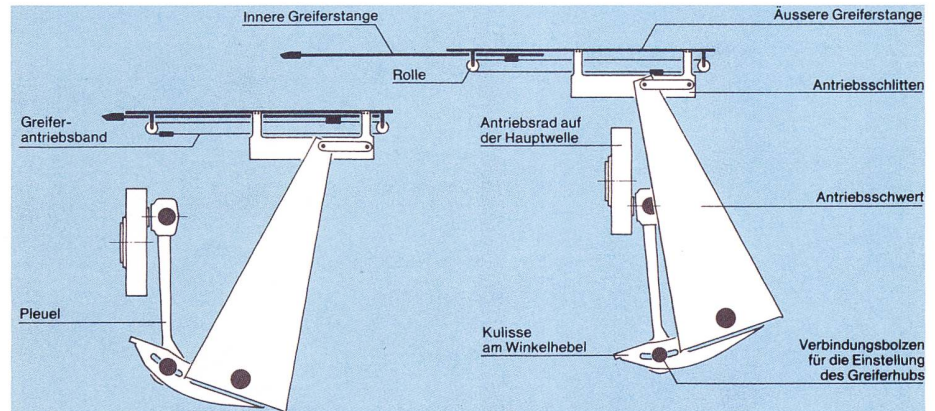 Innere Greiferstange
Äussere Greiferstange
Rolle
Antriebsschlitten
Greifer-
antriebsband
Antriebsrad auf
der Hauptwelle
Antriebsschwert
Pleuel
Kulisse
am Winkelhebel
Verbindungsbolzen
für die Einstellung
des Greiferhubs